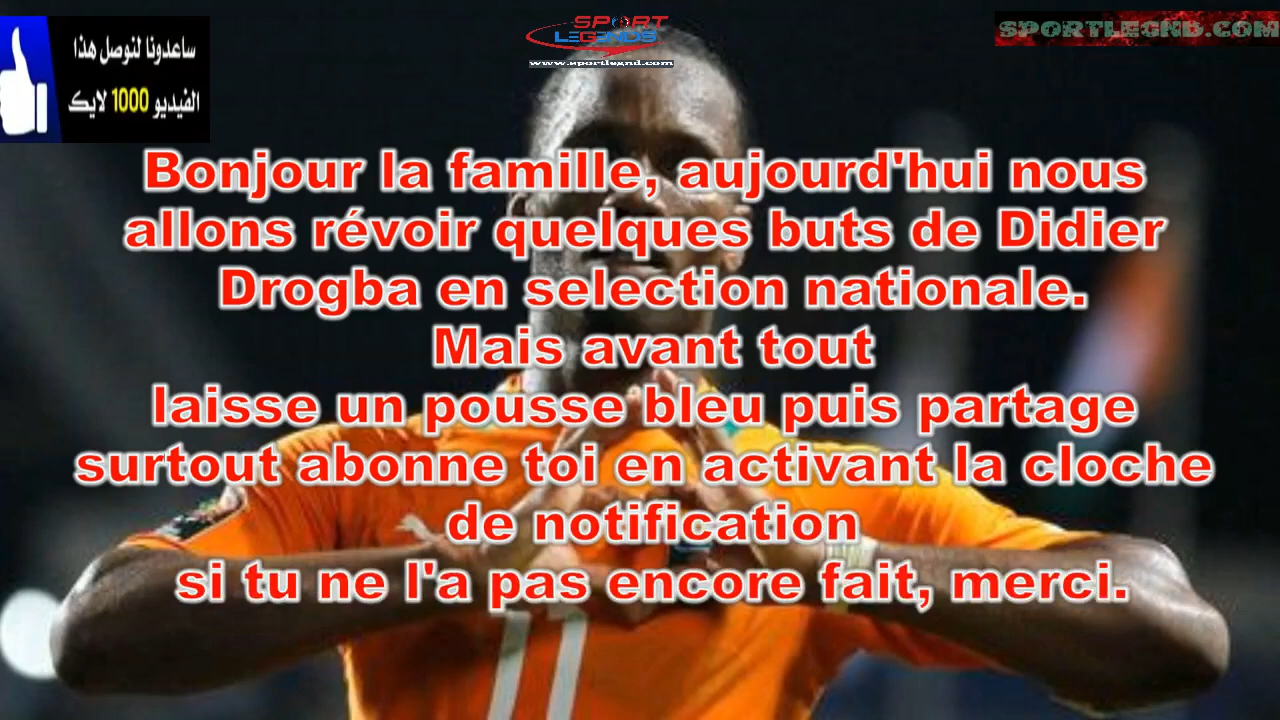 ساعدونا لنوصل هذا
الفيديو 1000 لايك
SPORT
LEGENDS
www.sportlegnd.com
SPORTLEGND.COM
Bonjour la famille, aujourd'hui nous
allons révoir quelques buts de Didier
Drogba en selection nationale.
Mais avant tout
laisse un pousse bleu puis partage
surtout abonne toi en activant la cloche
de notification
si tu ne l'a pas encore fait, merci.
11